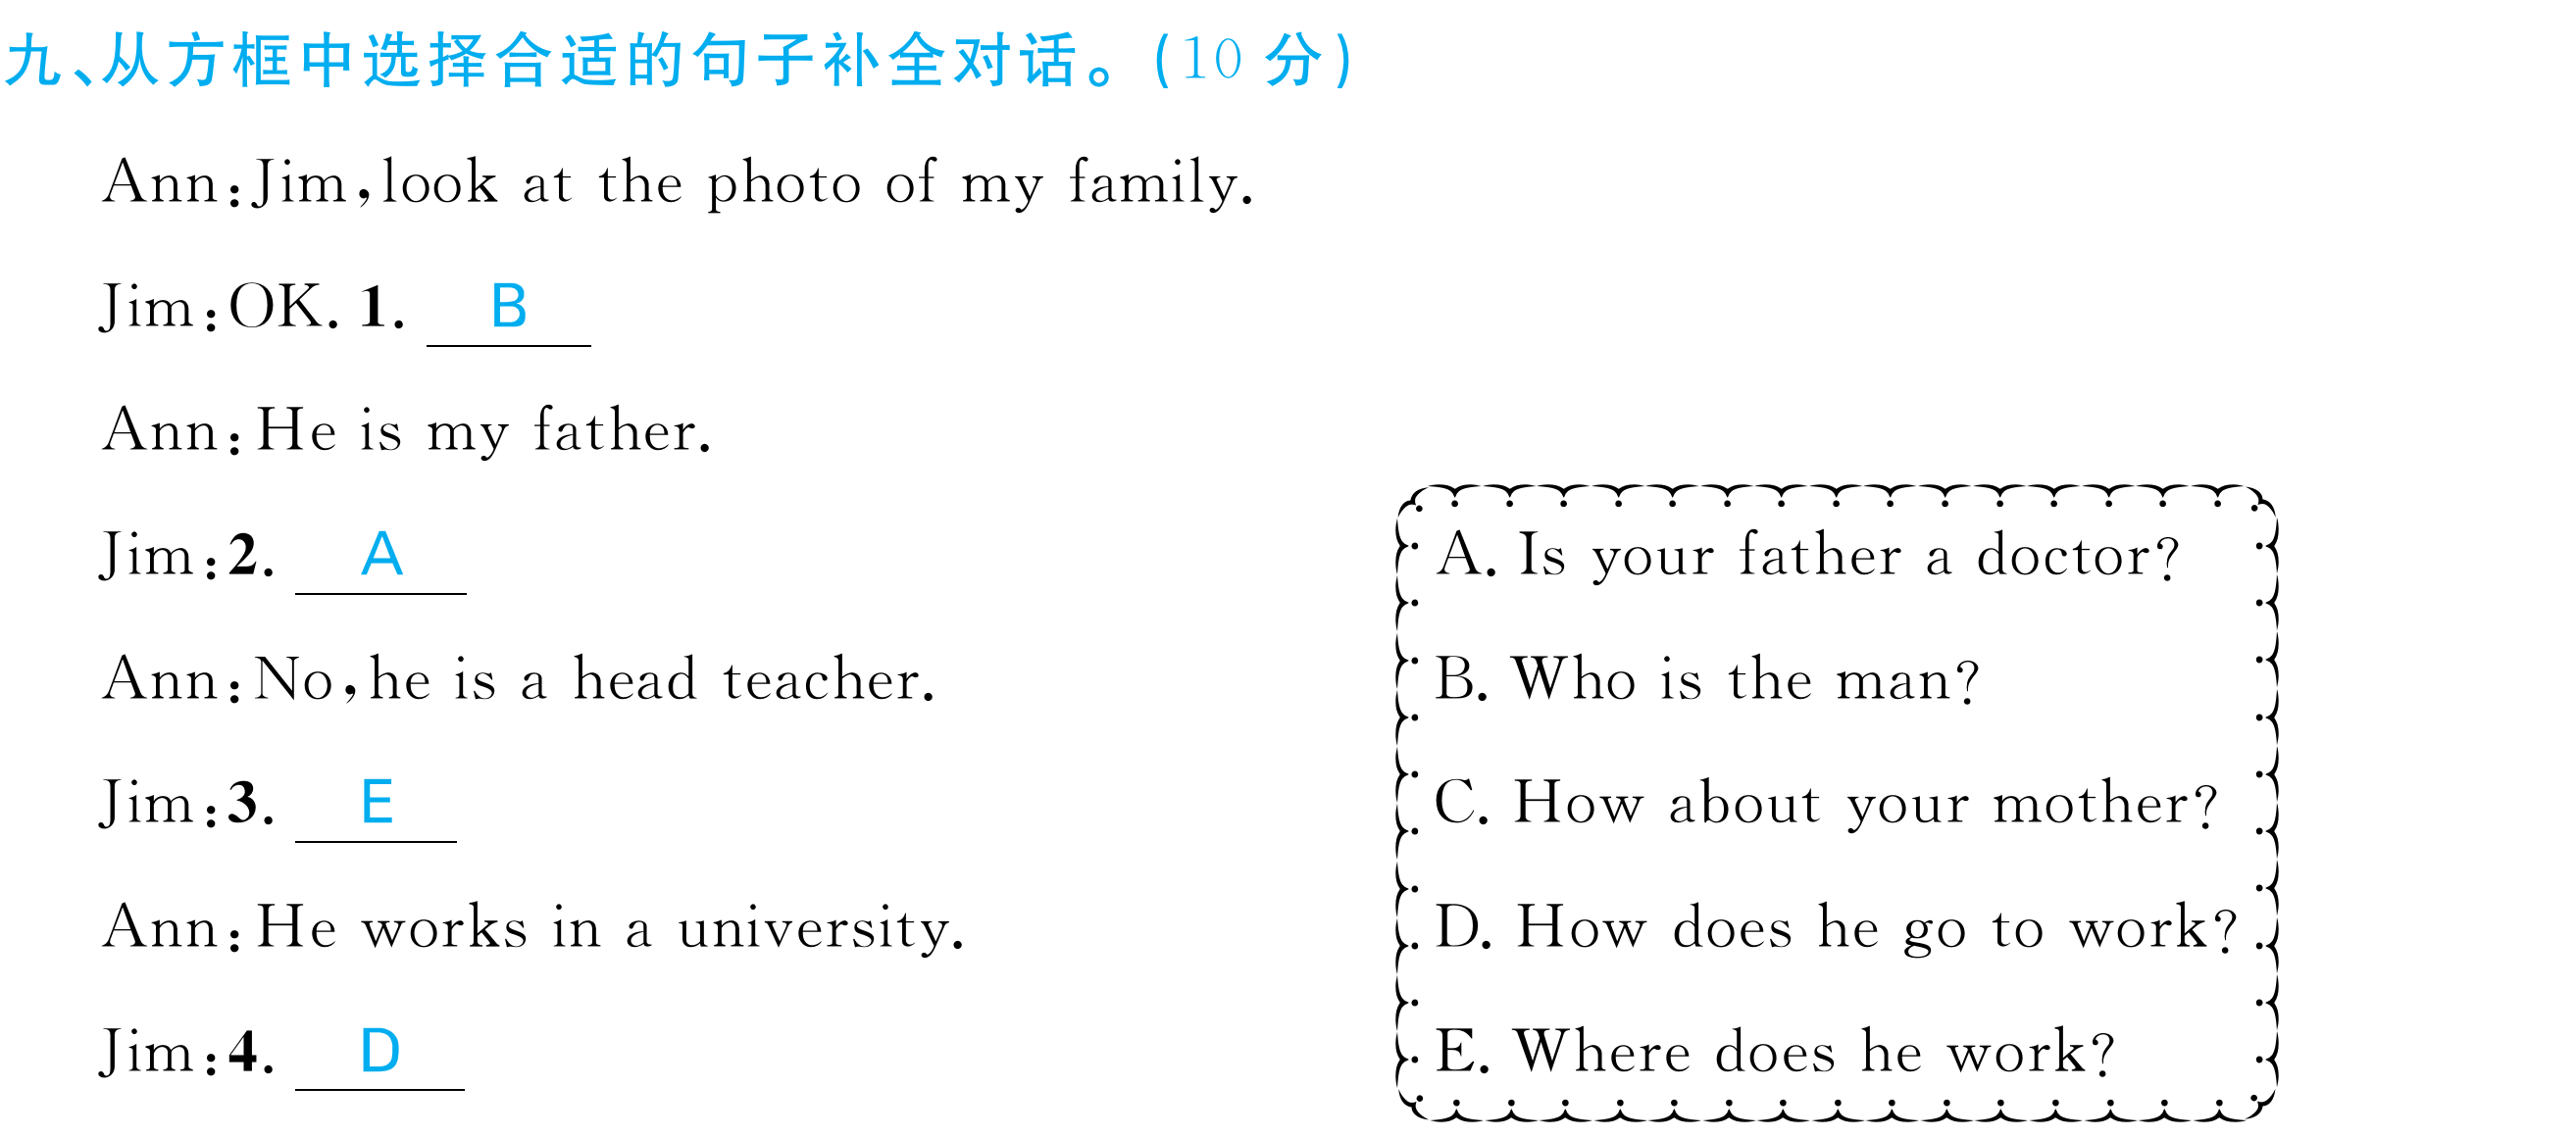 九、从方框中选择合适的句子补全对话。(10 分)
Ann:Jim,look at the photo of my family.
Jim:OK. 1. B
Ann:He is my father.
Jim:2. A
Ann:No,he is a head teacher.
Jim:3. E
Ann:He works in a university.
Jim:4. D
A. Is your father a doctor?
B. Who is the man?
C. How about your mother?
D. How does he go to work?
E. Where does he work?